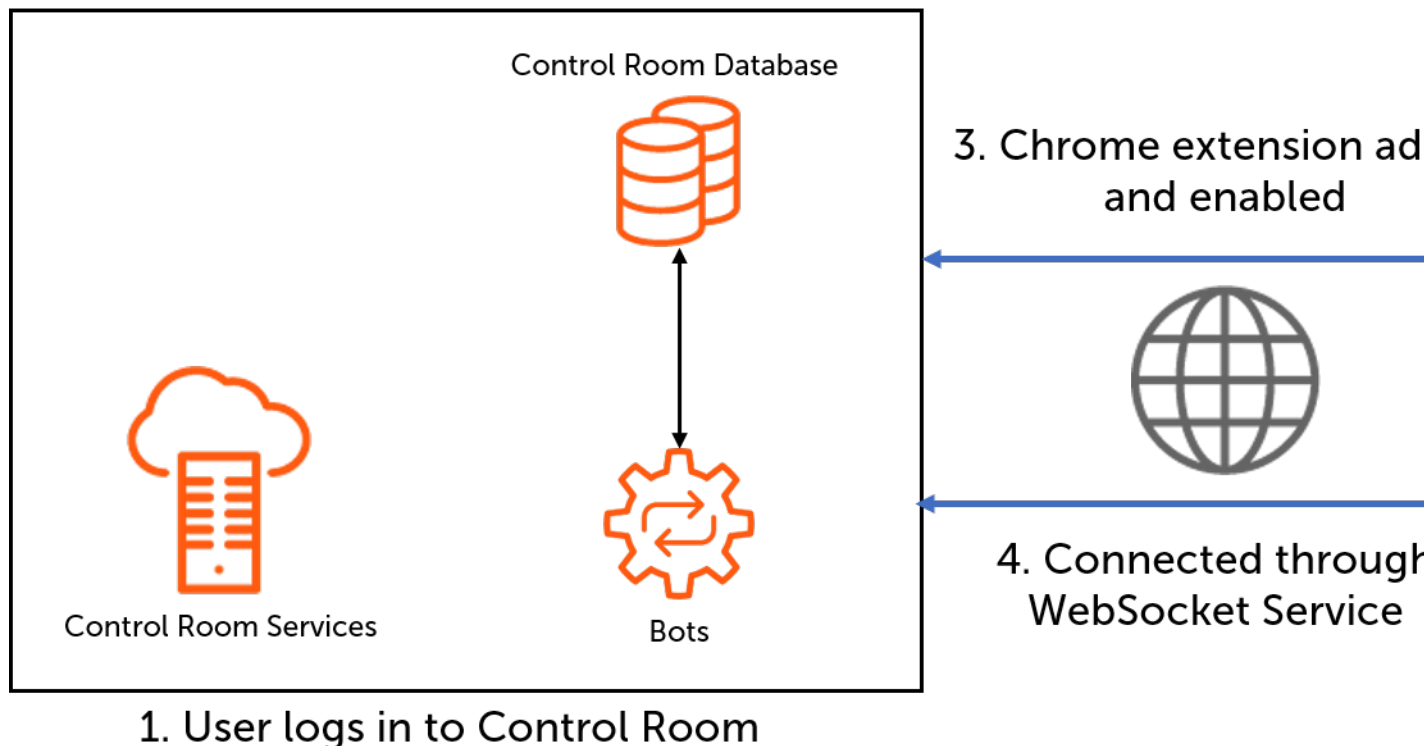 Control Room Database
3. Chrome extension ad
and enabled
4. Connected through
WebSocket Service
Control Room Services
Bots
1. User logs in to Control Room